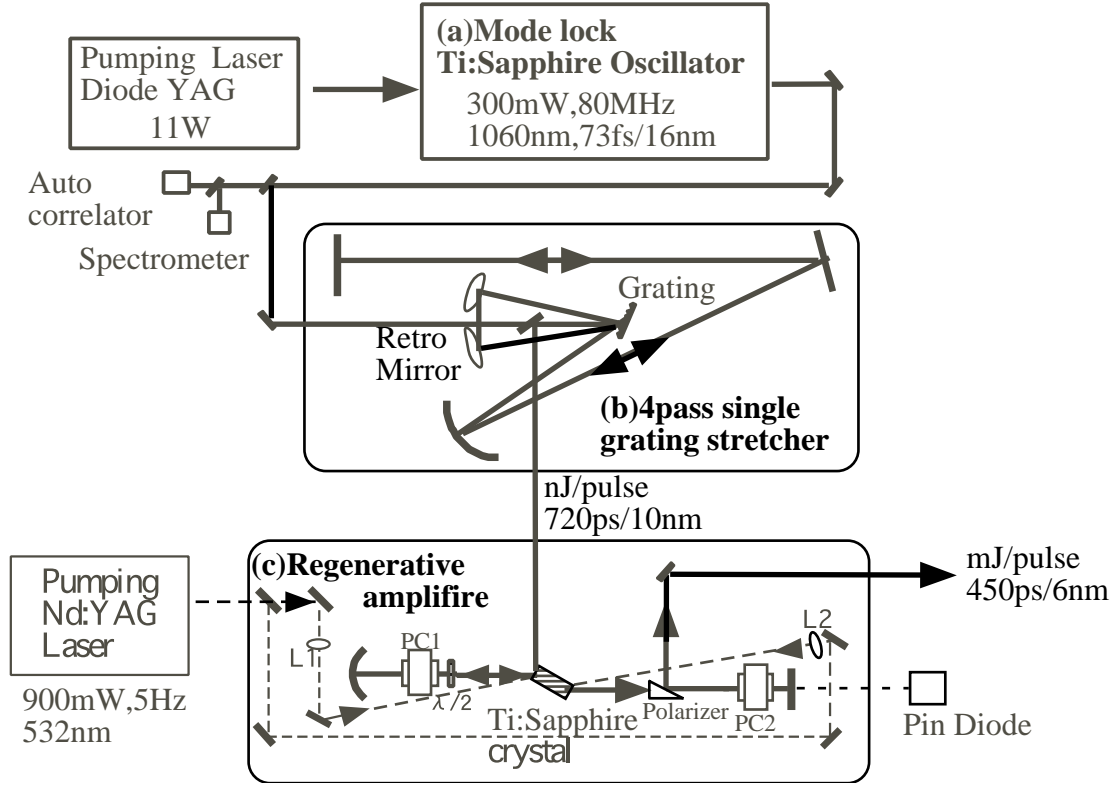 (a)Mode lock
Ti:Sapphire Oscillator
300mW,80MHz
1060nm,73fs/16nm
Pumping Laser
Diode YAG
11W
Auto
correlator
Spectrometer
Grating
Retro
Mirror
(b)4pass single
grating stretcher
nJ/pulse
720ps/10nm
(c)Regenerative
amplifire
mJ/pulse
450ps/6nm
Pumping
Nd:YAG
Laser
900mW,5Hz
532nm
L1
PC1
λ/2
L2
Ti:Sapphire
crystal
Polarizer
PC2
Pin Diode